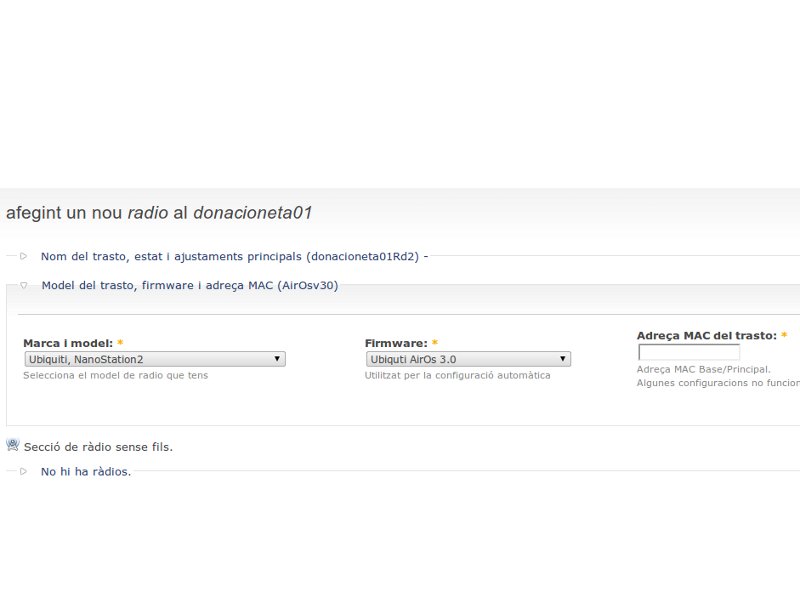 afegint un nou radio al donacioneta01
Nom del trasto, estat i ajustaments principals (donacioneta01Rd2) -
Model del trasto, firmware i adreça MAC (AirOsv30)
Marca i model: *
Ubiquiti, NanoStation2
Selecciona el model de radio que tens
Firmware: *
Ubiquti AirOs 3.0
Utilitzat per la configuració automàtica
Adreça MAC del trasto: *
Adreça MAC Base/Principal.
Algunes configuracions no funcion
Secció de ràdio sense fils.
No hi ha ràdios.